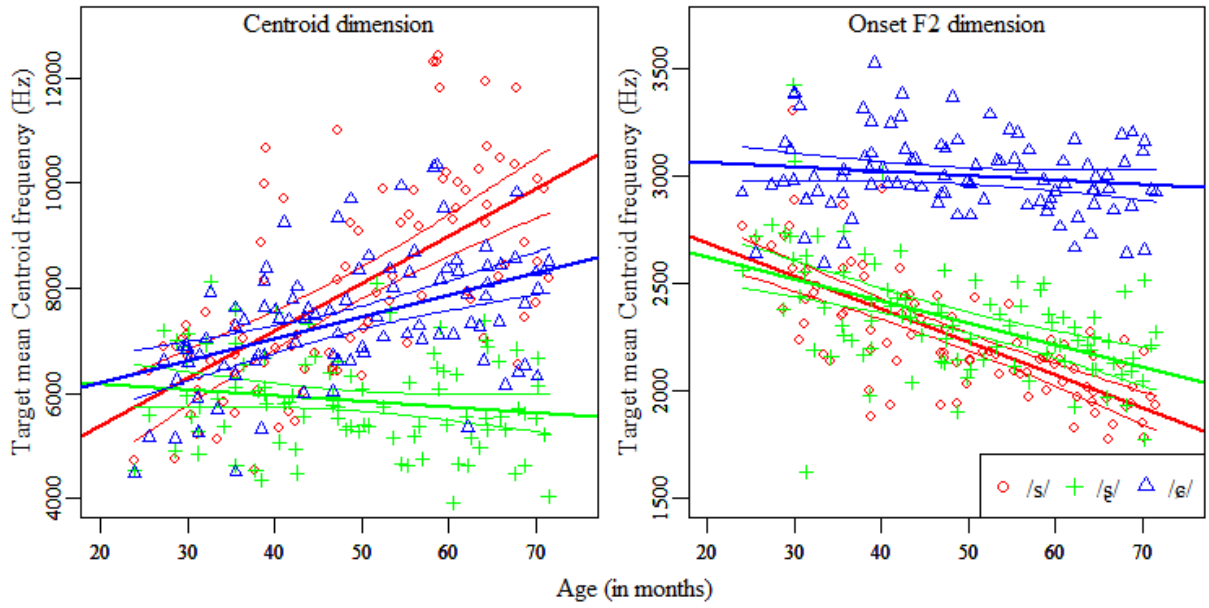 Centroid dimension
Target mean Centroid frequency (Hz)
12000
10000
8000
6000
4000
20 30 40 50 60 70
Onset F2 dimension
Target mean Centroid frequency (Hz)
3500
3000
2500
2000
1500
/s/ /ʂ/ /ɕ/
20 30 40 50 60 70
Age (in months)